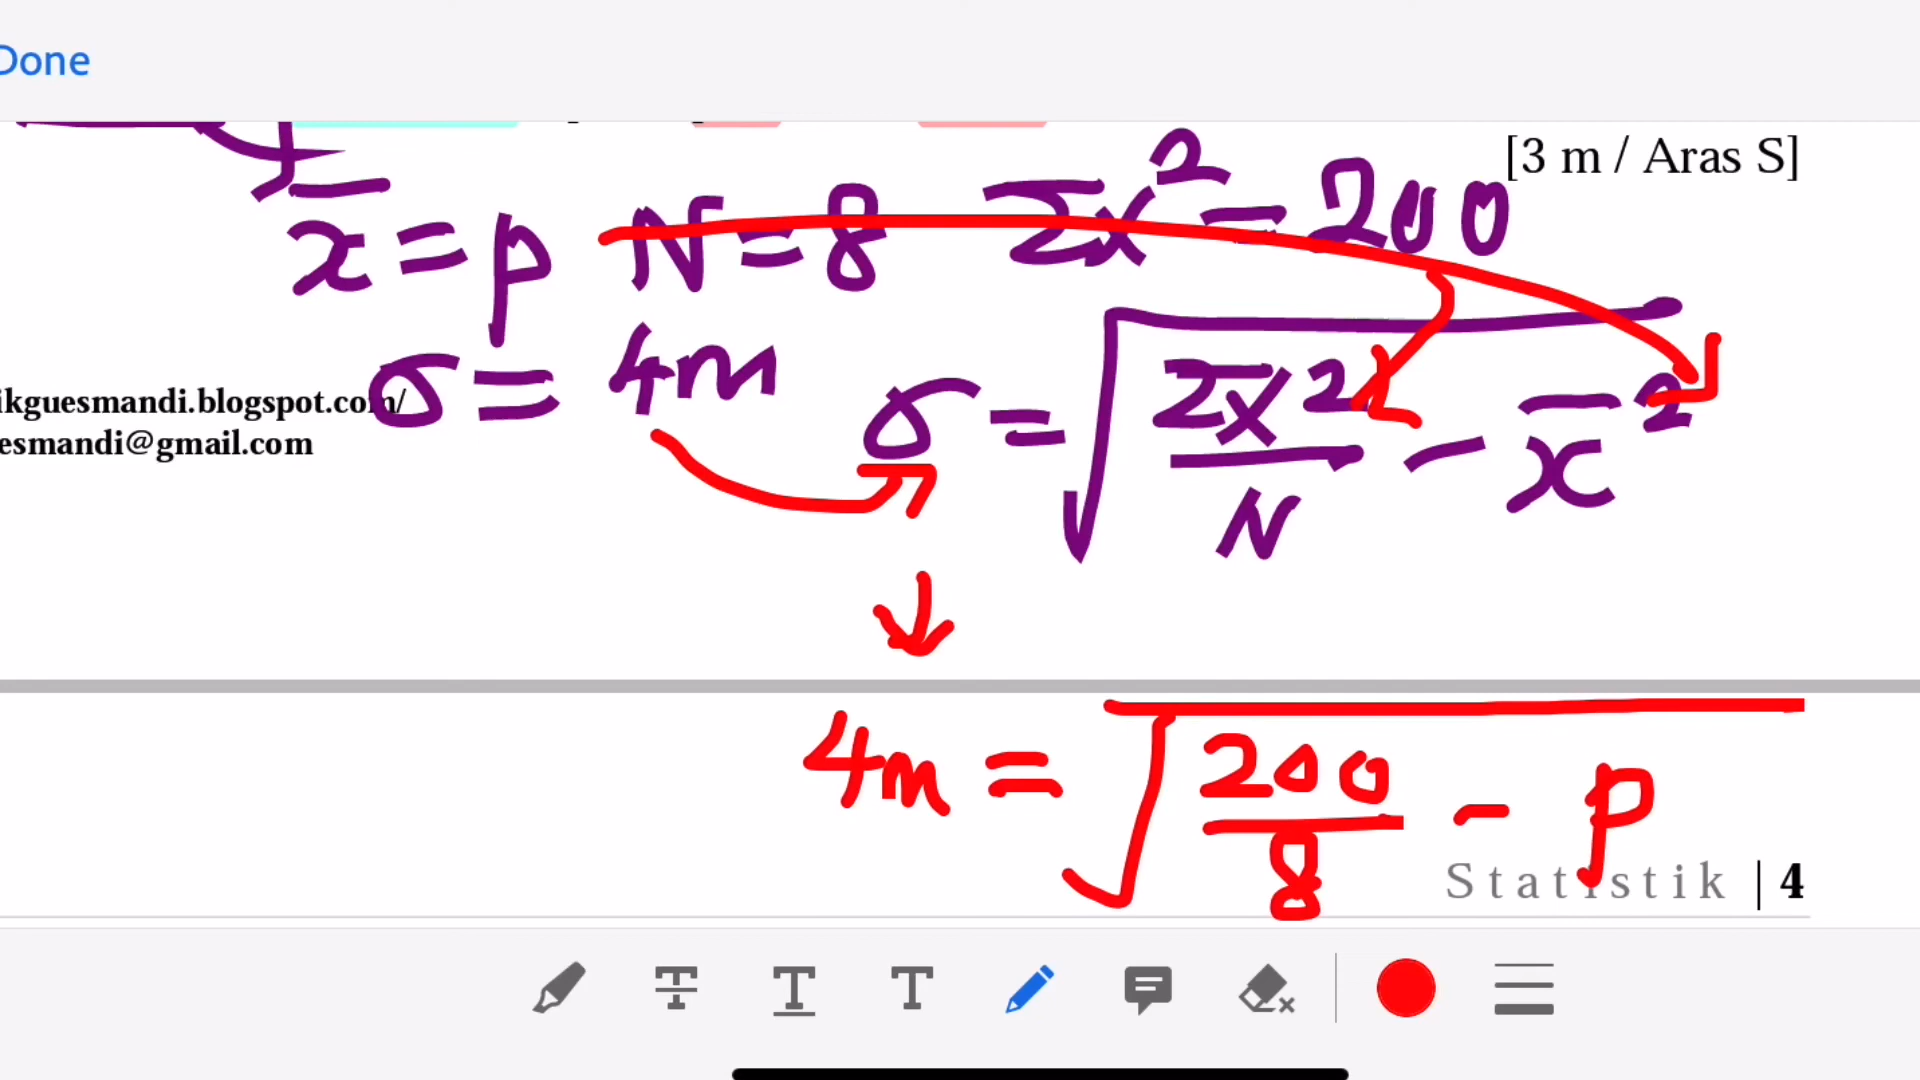 Done
[3 m / Aras S]
x̄ = p N = 8 Σx² = 200
σ = 4m
σ = √(Σx²/N - x̄²)
ikguesmandi.blogspot.com/
esmandi@gmail.com
4m = √(200/8 - p
Statistik | 4